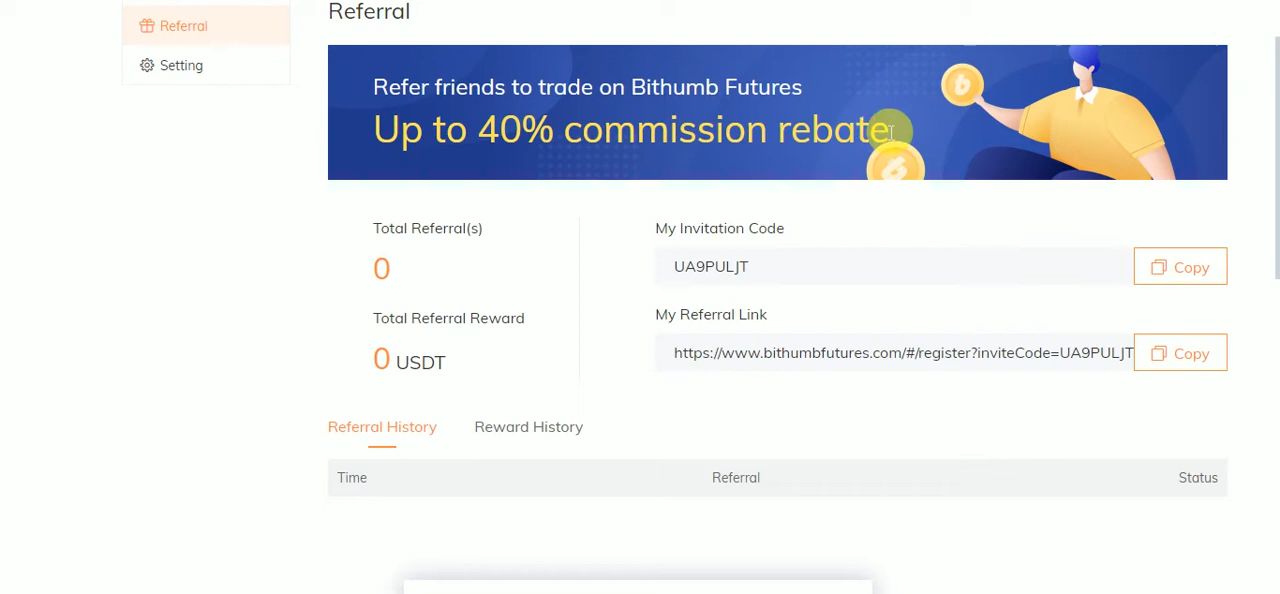 Referral
Setting
Referral
Refer friends to trade on Bithumb Futures
Up to 40% commission rebate
Total Referral(s)
0
Total Referral Reward
0 USDT
My Invitation Code
UA9PULJT
Copy
My Referral Link
https://www.bithumbfutures.com/#/register?inviteCode=UA9PULJT
Copy
Referral History
Reward History
Time
Referral
Status